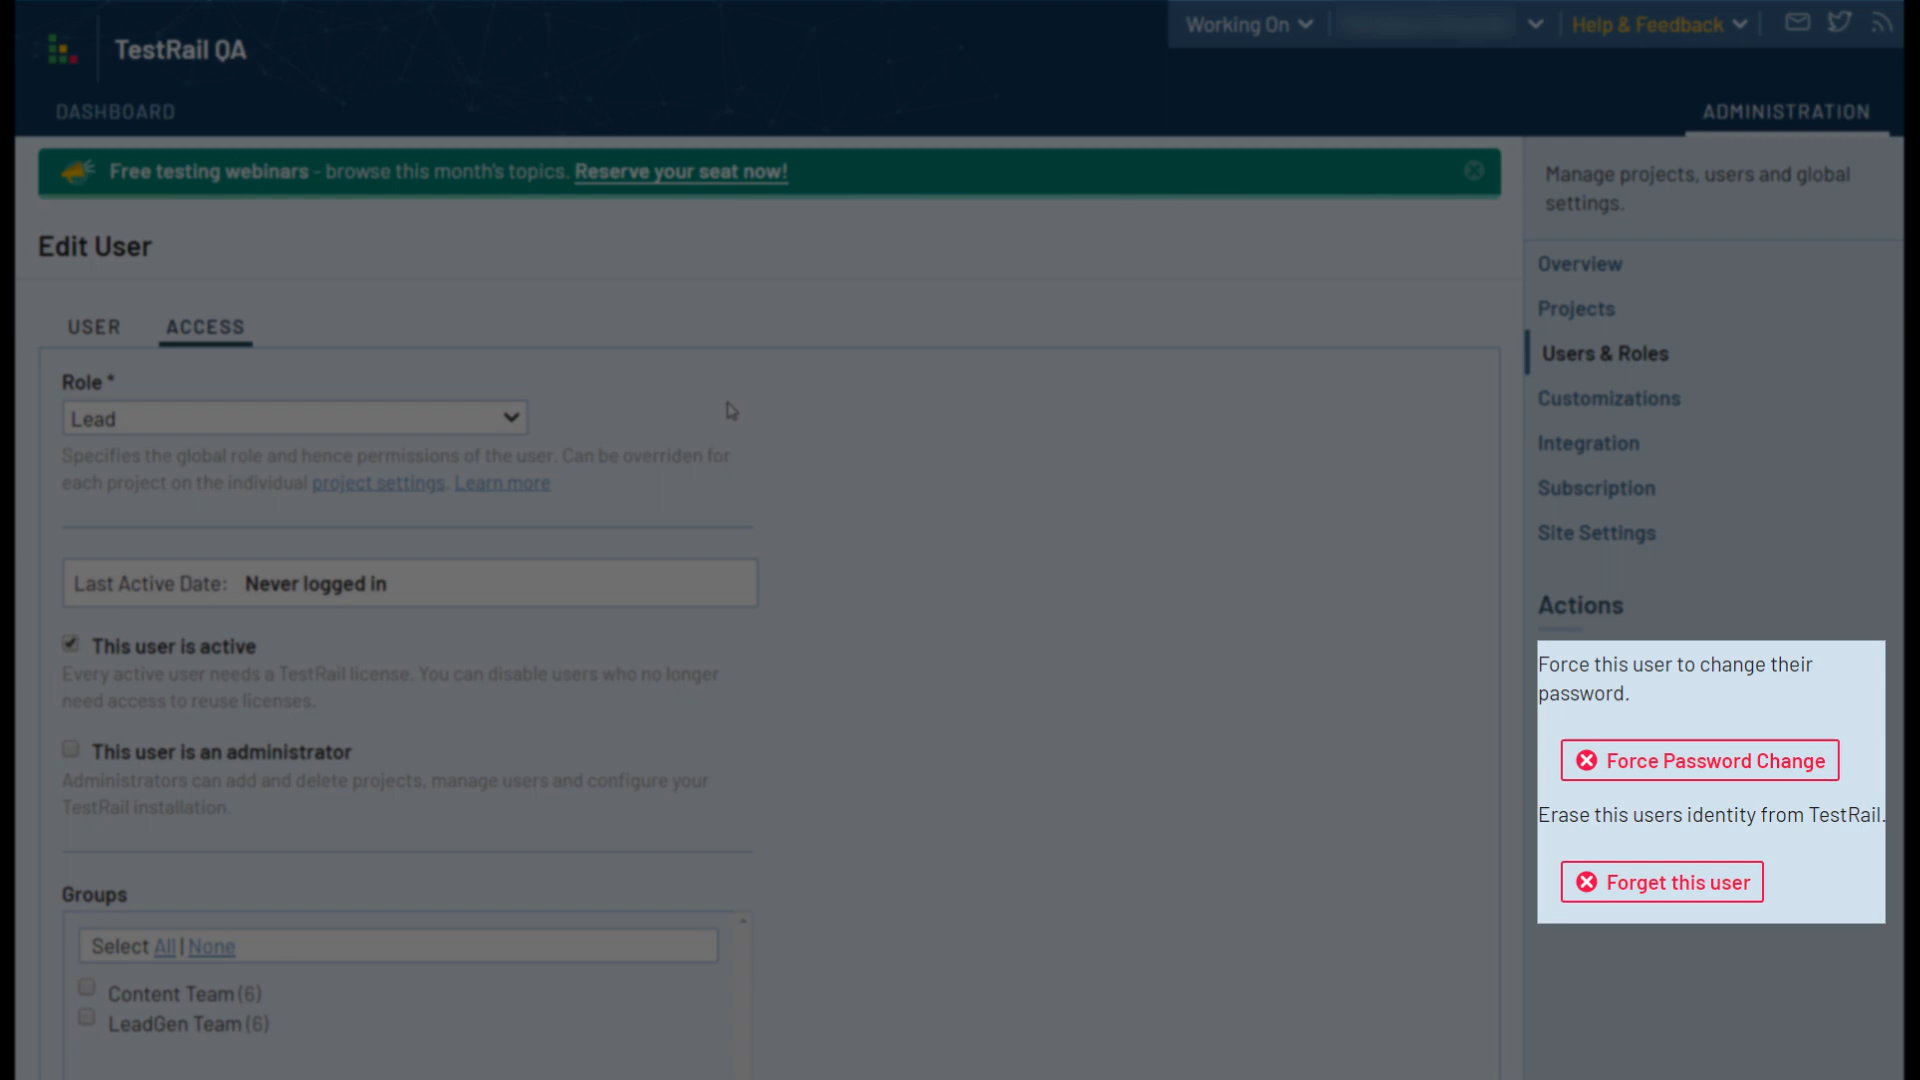 Working On
Help & Feedback
TestRail QA
DASHBOARD
ADMINISTRATION
Free testing webinars - browse this month's topics. Reserve your seat now!
Edit User
USER
ACCESS
Role *
Lead
Specifies the global role and hence permissions of the user. Can be overriden for
each project on the individual project settings. Learn more
Last Active Date: Never logged in
This user is active
Every active user needs a TestRail license. You can disable users who no longer
need access to reuse licenses.
This user is an administrator
Administrators can add and delete projects, manage users and configure your
TestRail installation.
Groups
Select All | None
Content Team (6)
LeadGen Team (6)
Manage projects, users and global
settings.
Overview
Projects
Users & Roles
Customizations
Integration
Subscription
Site Settings
Actions
Force this user to change their
password.
Force Password Change
Erase this users identity from TestRail.
Forget this user